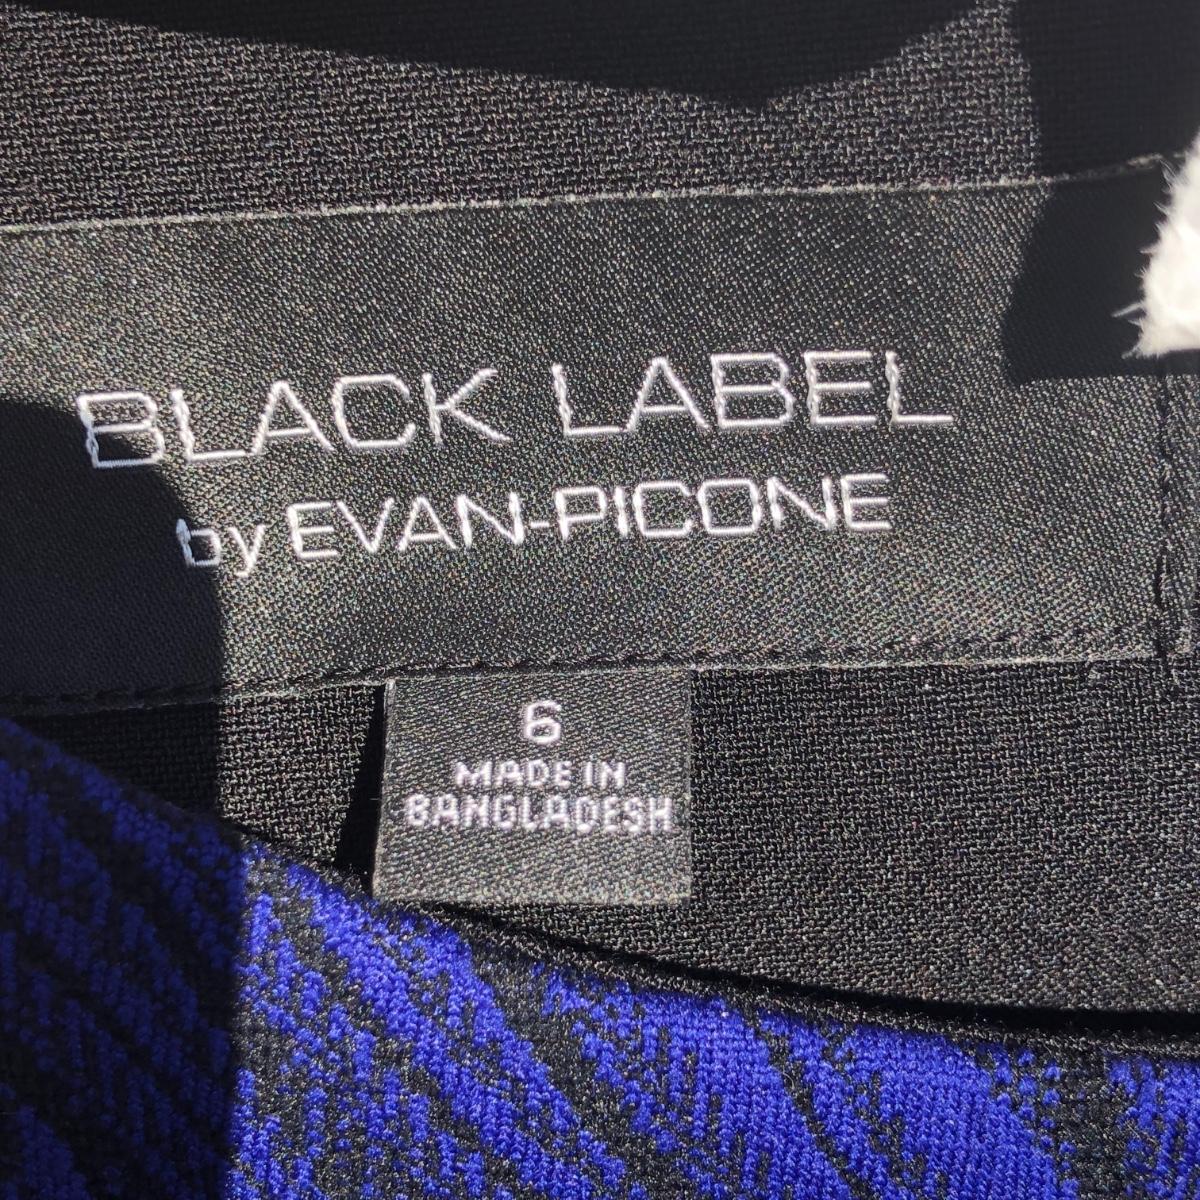 BLACK LABEL
by EVAN-PICONE
6
MADE IN
BANGLADESH